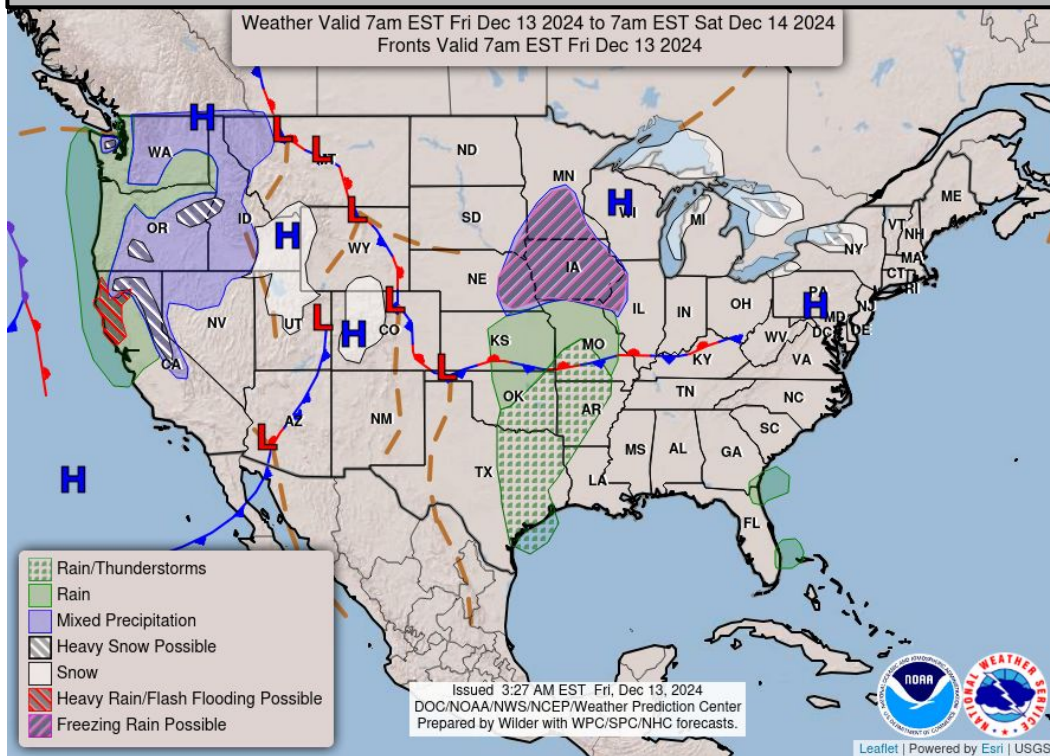 Weather Valid 7am EST Fri Dec 13 2024 to 7am EST Sat Dec 14 2024
Fronts Valid 7am EST Fri Dec 13 2024
H
WA
L
L
MT
ND
MN
ME
OR
ID
H
WY
L
SD
H
WI
MI
VT
NH
NY
MA
CT
RI
NE
IA
PA
NJ
H
MD
DE
DC
NV
UT
L
H
CO
L
IL
IN
OH
WV
VA
KS
MO
KY
CA
L
AZ
NM
OK
AR
TN
NC
L
SC
H
TX
LA
MS
AL
GA
FL
Rain/Thunderstorms
Rain
Mixed Precipitation
Heavy Snow Possible
Snow
Heavy Rain/Flash Flooding Possible
Freezing Rain Possible
Issued 3:27 AM EST Fri, Dec 13, 2024
DOC/NOAA/NWS/NCEP/Weather Prediction Center
Prepared by Wilder with WPC/SPC/NHC forecasts.
NOAA
NATIONAL WEATHER SERVICE
Leaflet | Powered by Esri | USGS